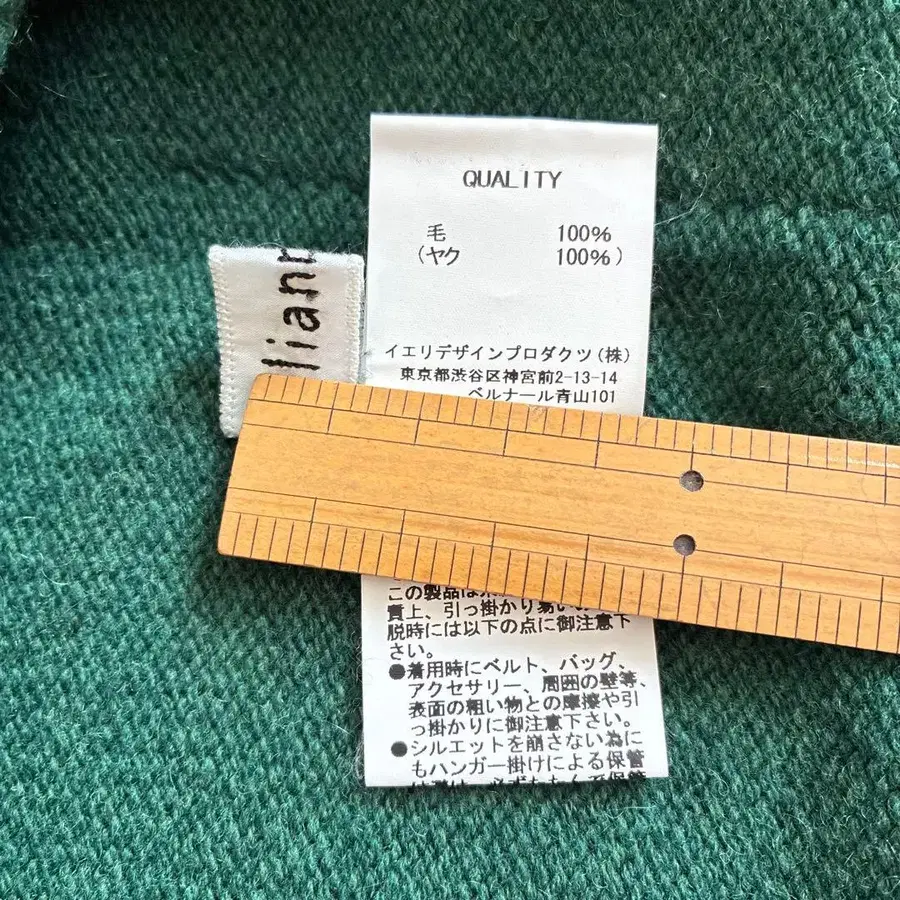 QUALITY
毛 100%
(ヤク 100%)
lian
イエリデザインプロダクツ(株)
東京都渋谷区神宮前2-13-14
ベルナール青山101
この製品は
質上、引っ掛かり易い
脱時には以下の点に御注意下
さい。
●着用時にベルト、バッグ、
アクセサリー、周囲の壁等、
表面の粗い物との摩擦や引
っ掛かりに御注意下さい。
●シルエットを崩さない為に
もハンガー掛けによる保管